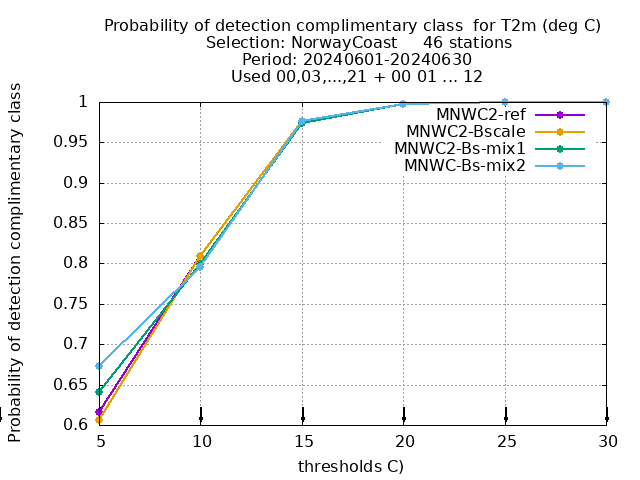 Probability of detection complimentary class  for T2m (deg C)
Selection: NorwayCoast     46 stations
Period: 20240601-20240630
Used 00,03,...,21 + 00 01 ... 12
Probability of detection complimentary class
1
0.95
0.9
0.85
0.8
0.75
0.7
0.65
0.6
MNWC2-ref
MNWC2-Bscale
MNWC2-Bs-mix1
MNWC-Bs-mix2
5 10 15 20 25 30
thresholds C)